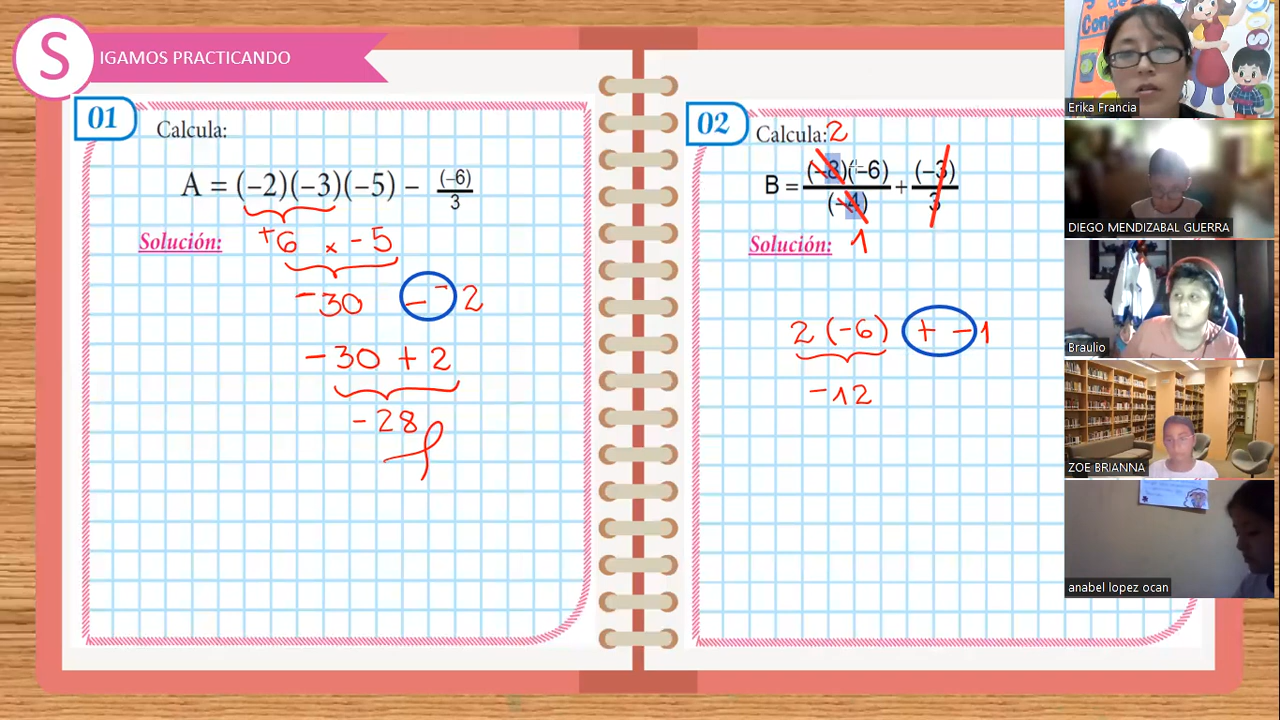 S IGAMOS PRACTICANDO
01 Calcula:
A = (–2)(–3)(–5) – (–6)/3
Solución:
+6 x -5
-30 - -2
-30 + 2
-28
02 Calcula: 2
B = (–8)(–6)/(–4) + (–3)/3
Solución: 1
2 (-6) + -1
-12
Erika Francia
DIEGO MENDIZABAL GUERRA
Braulio
ZOE BRIANNA
anabel lopez ocan